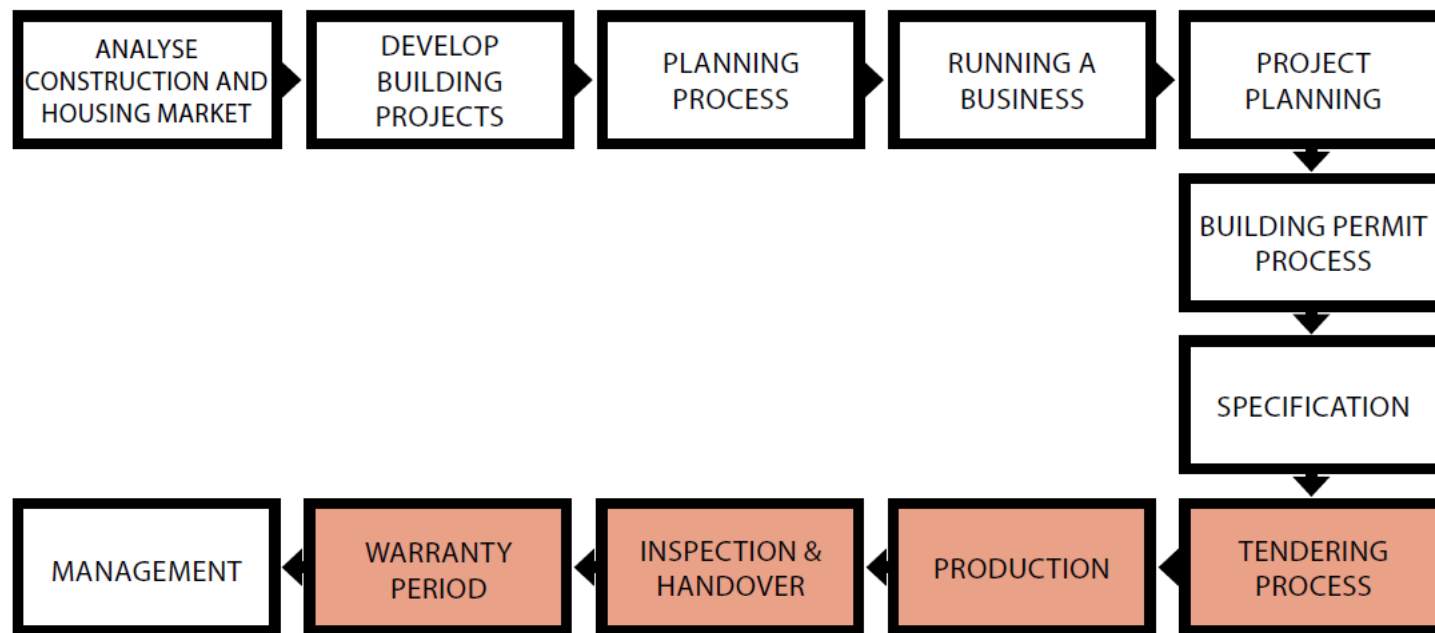 ANALYSE
CONSTRUCTION AND
HOUSING MARKET
DEVELOP
BUILDING
PROJECTS
PLANNING
PROCESS
RUNNING A
BUSINESS
PROJECT
PLANNING
BUILDING PERMIT
PROCESS
SPECIFICATION
TENDERING
PROCESS
PRODUCTION
INSPECTION &
HANDOVER
WARRANTY
PERIOD
MANAGEMENT